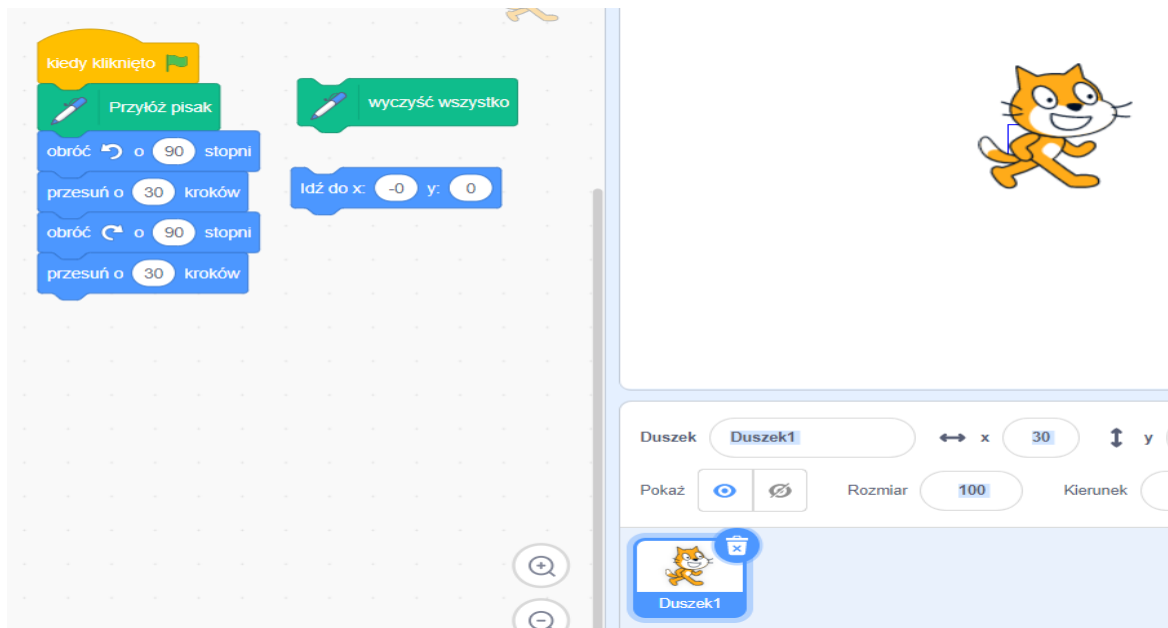 kiedy kliknięto
Przyłóż pisak
obróć o 90 stopni
przesuń o 30 kroków
obróć o 90 stopni
przesuń o 30 kroków
wyczyść wszystko
Idź do x: -0 y: 0
Duszek Duszek1 x 30 y
Pokaż Rozmiar 100 Kierunek
Duszek1